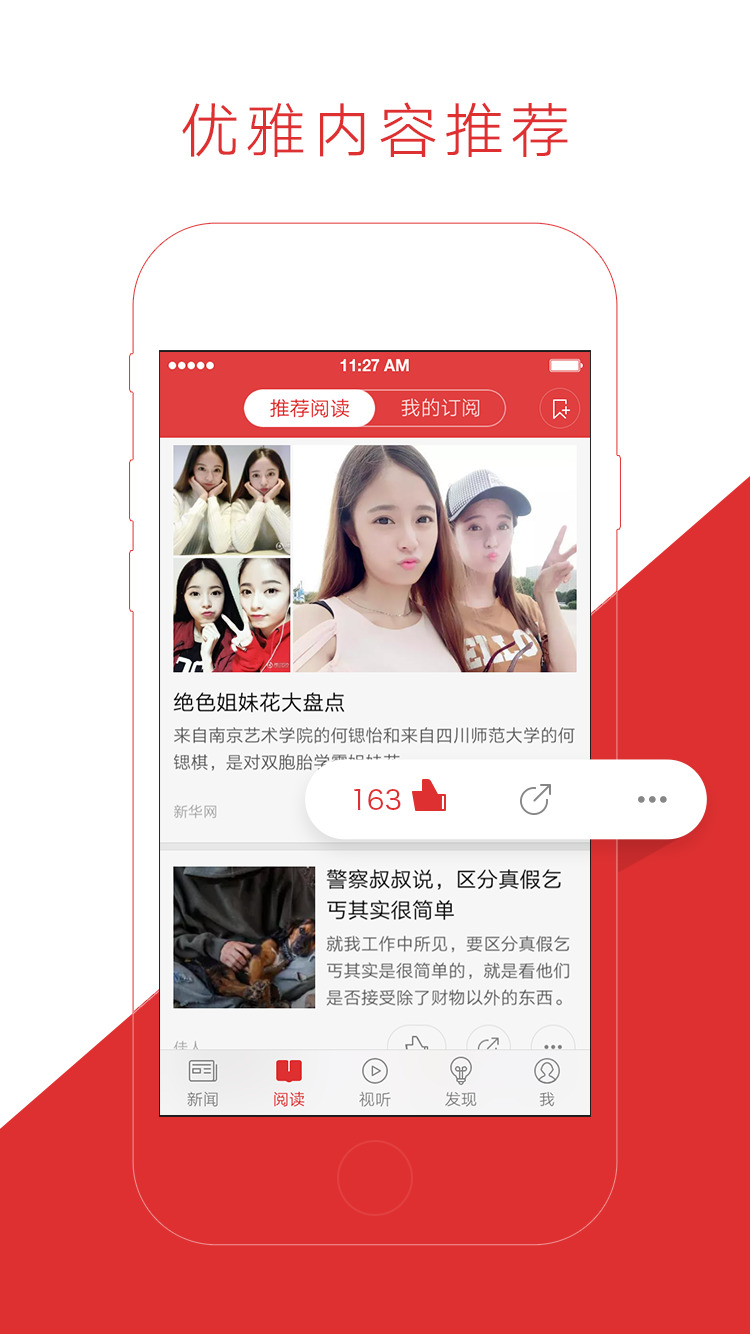 优雅内容推荐
11:27 AM
推荐阅读
我的订阅
绝色姐妹花大盘点
来自南京艺术学院的何锶怡和来自四川师范大学的何
锶棋，是对双胞胎学霸姐妹花
新华网
163
警察叔叔说，区分真假乞
丐其实很简单
就我工作中所见，要区分真假乞
丐其实是很简单的，就是看他们
是否接受除了财物以外的东西。
佳人
新闻
阅读
视听
发现
我